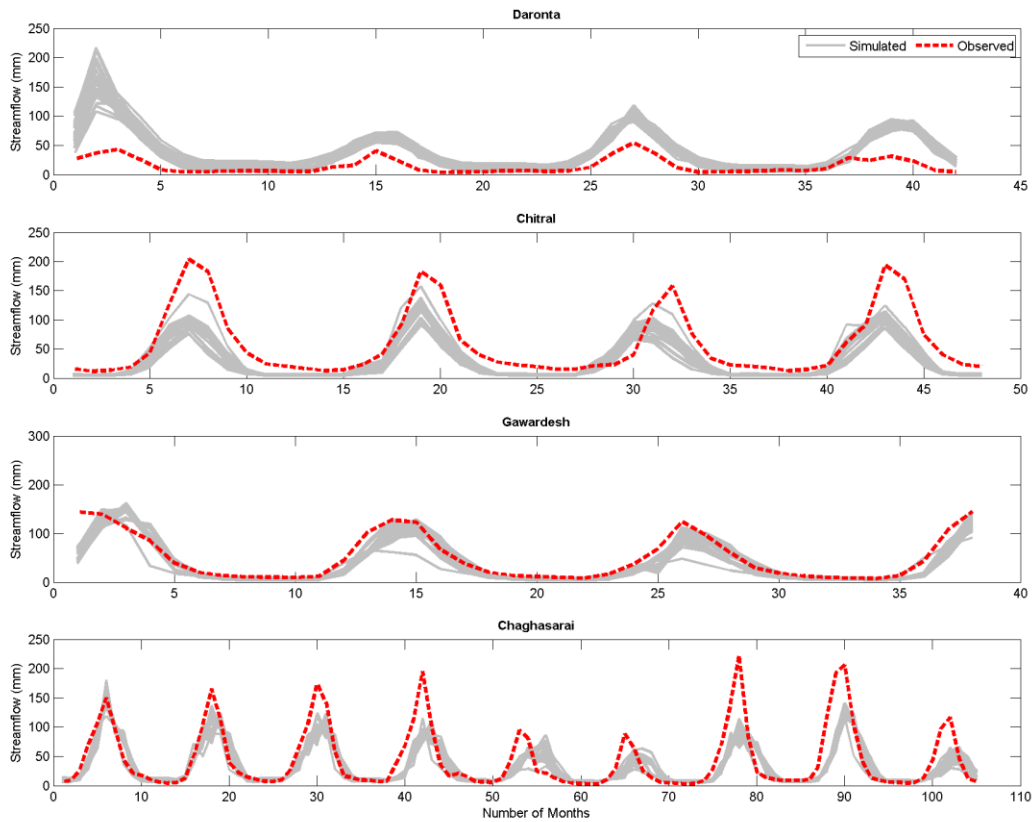 Daronta
Streamflow (mm)
250
200
150
100
50
0
Simulated Observed
0 5 10 15 20 25 30 35 40 45
Chitral
Streamflow (mm)
250
200
150
100
50
0
0 5 10 15 20 25 30 35 40 45 50
Gawardesh
Streamflow (mm)
300
200
100
0
0 5 10 15 20 25 30 35 40
Chaghasarai
Streamflow (mm)
250
200
150
100
50
0
01 10 20 30 40 50 60 70 80 90 100 110
Number of Months